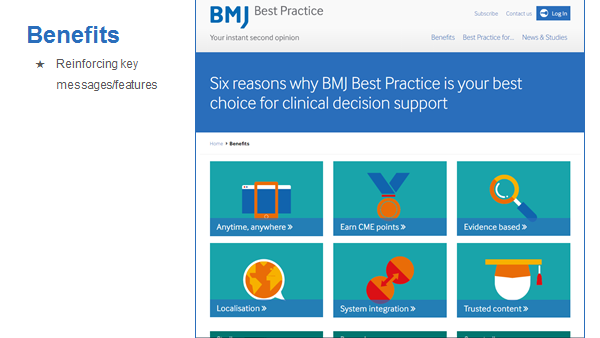 Benefits
★ Reinforcing key
messages/features
BMJ Best Practice
Your instant second opinion
Subscribe Contact us Log In
Benefits Best Practice for... News & Studies
Six reasons why BMJ Best Practice is your best
choice for clinical decision support
Home Benefits
Anytime, anywhere »
Earn CME points »
Evidence based »
Localisation »
System integration »
Trusted content »